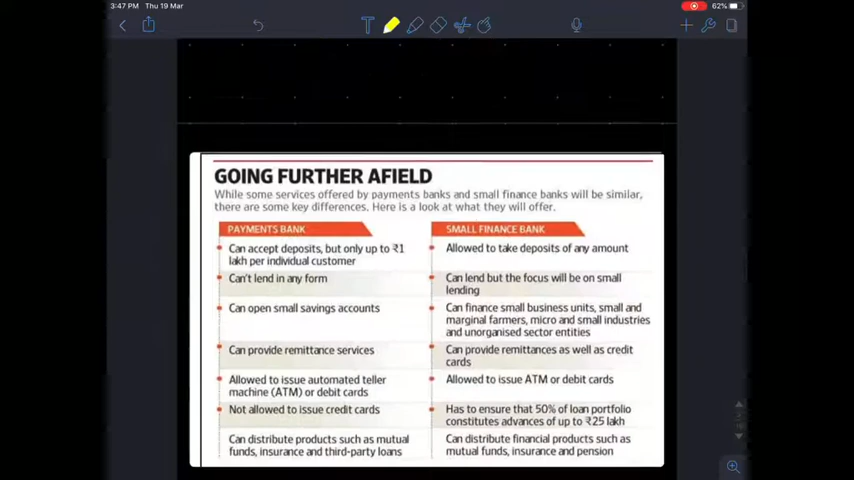 3:47 PM Thu 19 Mar
62%
GOING FURTHER AFIELD
While some services offered by payments banks and small finance banks will be similar,
there are some key differences. Here is a look at what they will offer.
PAYMENTS BANK
Can accept deposits, but only up to ₹1
lakh per individual customer
Can't lend in any form
Can open small savings accounts
Can provide remittance services
Allowed to issue automated teller
machine (ATM) or debit cards
Not allowed to issue credit cards
Can distribute products such as mutual
funds, insurance and third-party loans
SMALL FINANCE BANK
Allowed to take deposits of any amount
Can lend but the focus will be on small
lending
Can finance small business units, small and
marginal farmers, micro and small industries
and unorganised sector entities
Can provide remittances as well as credit
cards
Allowed to issue ATM or debit cards
Has to ensure that 50% of loan portfolio
constitutes advances of up to ₹25 lakh
Can distribute financial products such as
mutual funds, insurance and pension